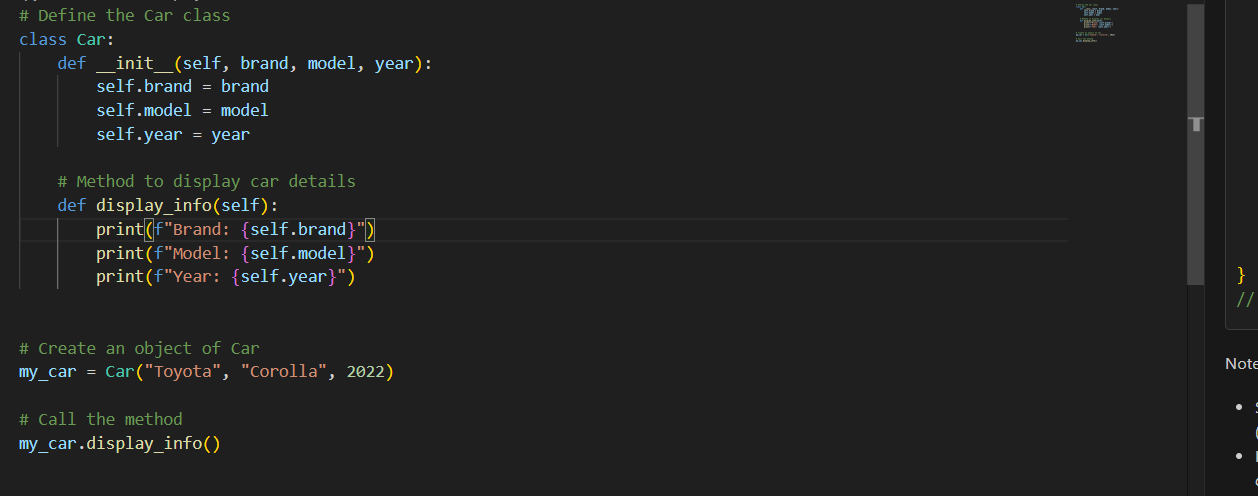 # Define the Car class
class Car:
    def __init__(self, brand, model, year):
        self.brand = brand
        self.model = model
        self.year = year

    # Method to display car details
    def display_info(self):
        print(f"Brand: {self.brand}")
        print(f"Model: {self.model}")
        print(f"Year: {self.year}")


# Create an object of Car
my_car = Car("Toyota", "Corolla", 2022)

# Call the method
my_car.display_info()
}
//
Note